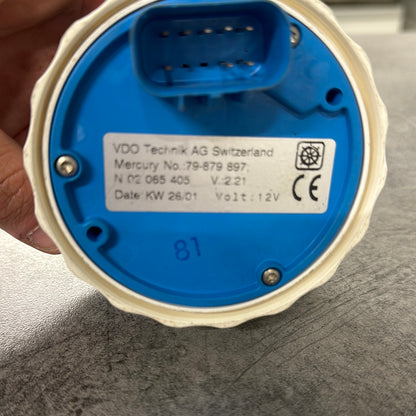 VDO Technik AG Switzerland
Mercury No.:79-879 897;
N 02 065 405 V:2.21
Date: KW 26/01 Volt:12V
CE
81